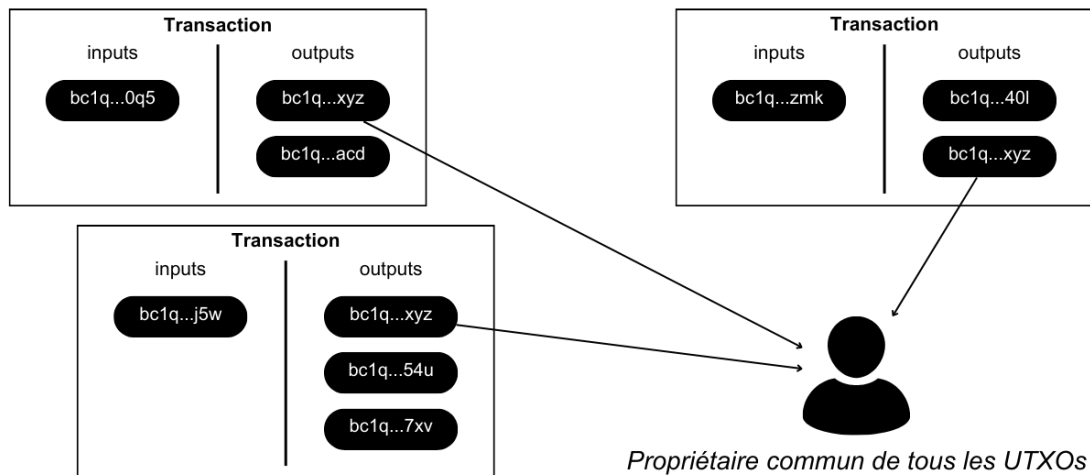 Transaction
inputs
outputs
bc1q...0q5
bc1q...xyz
bc1q...acd
Transaction
inputs
outputs
bc1q...zmk
bc1q...40l
bc1q...xyz
Transaction
inputs
outputs
bc1q...j5w
bc1q...xyz
bc1q...54u
bc1q...7xv
Propriétaire commun de tous les UTXOs